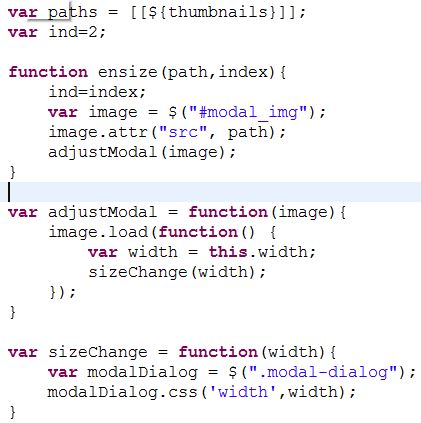 var paths = [[${thumbnails}]];
var ind=2;
function ensize(path,index){
ind=index;
var image = $("#modal_img");
image.attr("src", path);
adjustModal(image);
}
var adjustModal = function(image){
image.load(function() {
var width = this.width;
sizeChange(width);
});
}
var sizeChange = function(width){
var modalDialog = $(".modal-dialog");
modalDialog.css('width',width);
}